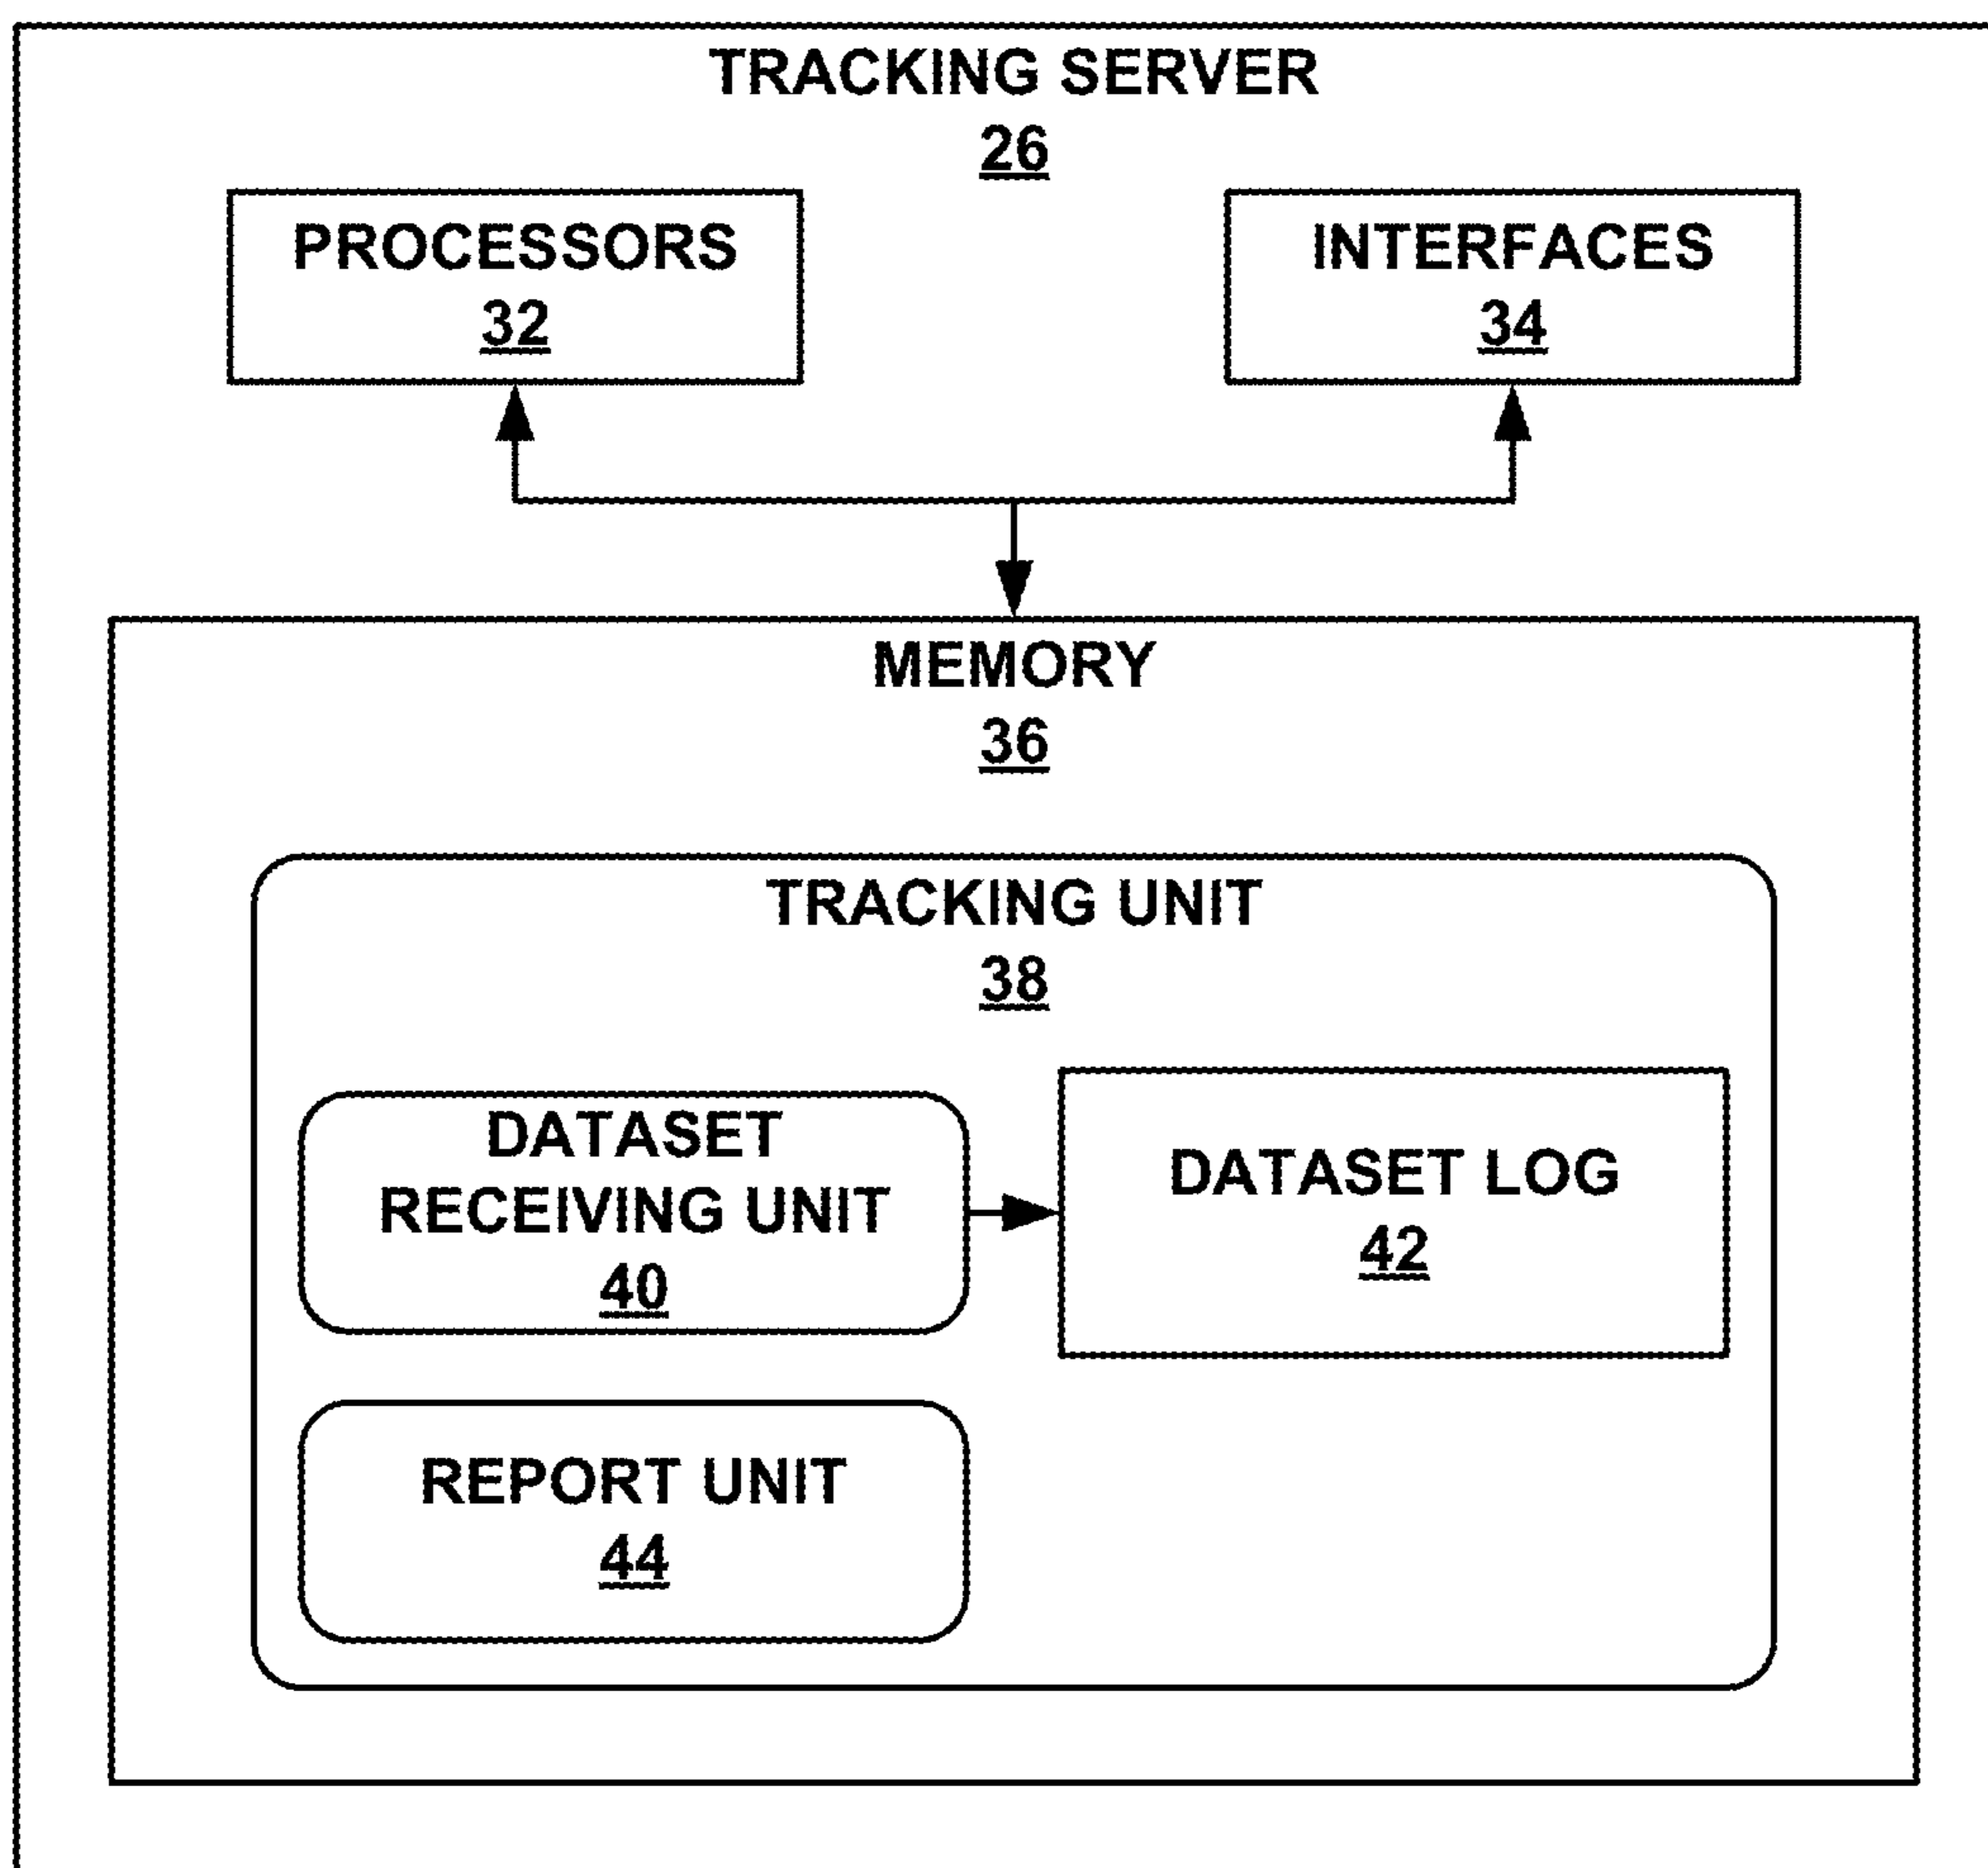 TRACKING SERVER
26
PROCESSORS
32
INTERFACES
34
MEMORY
36
TRACKING UNIT
38
DATASET
RECEIVING UNIT
40
DATASET LOG
42
REPORT UNIT
44